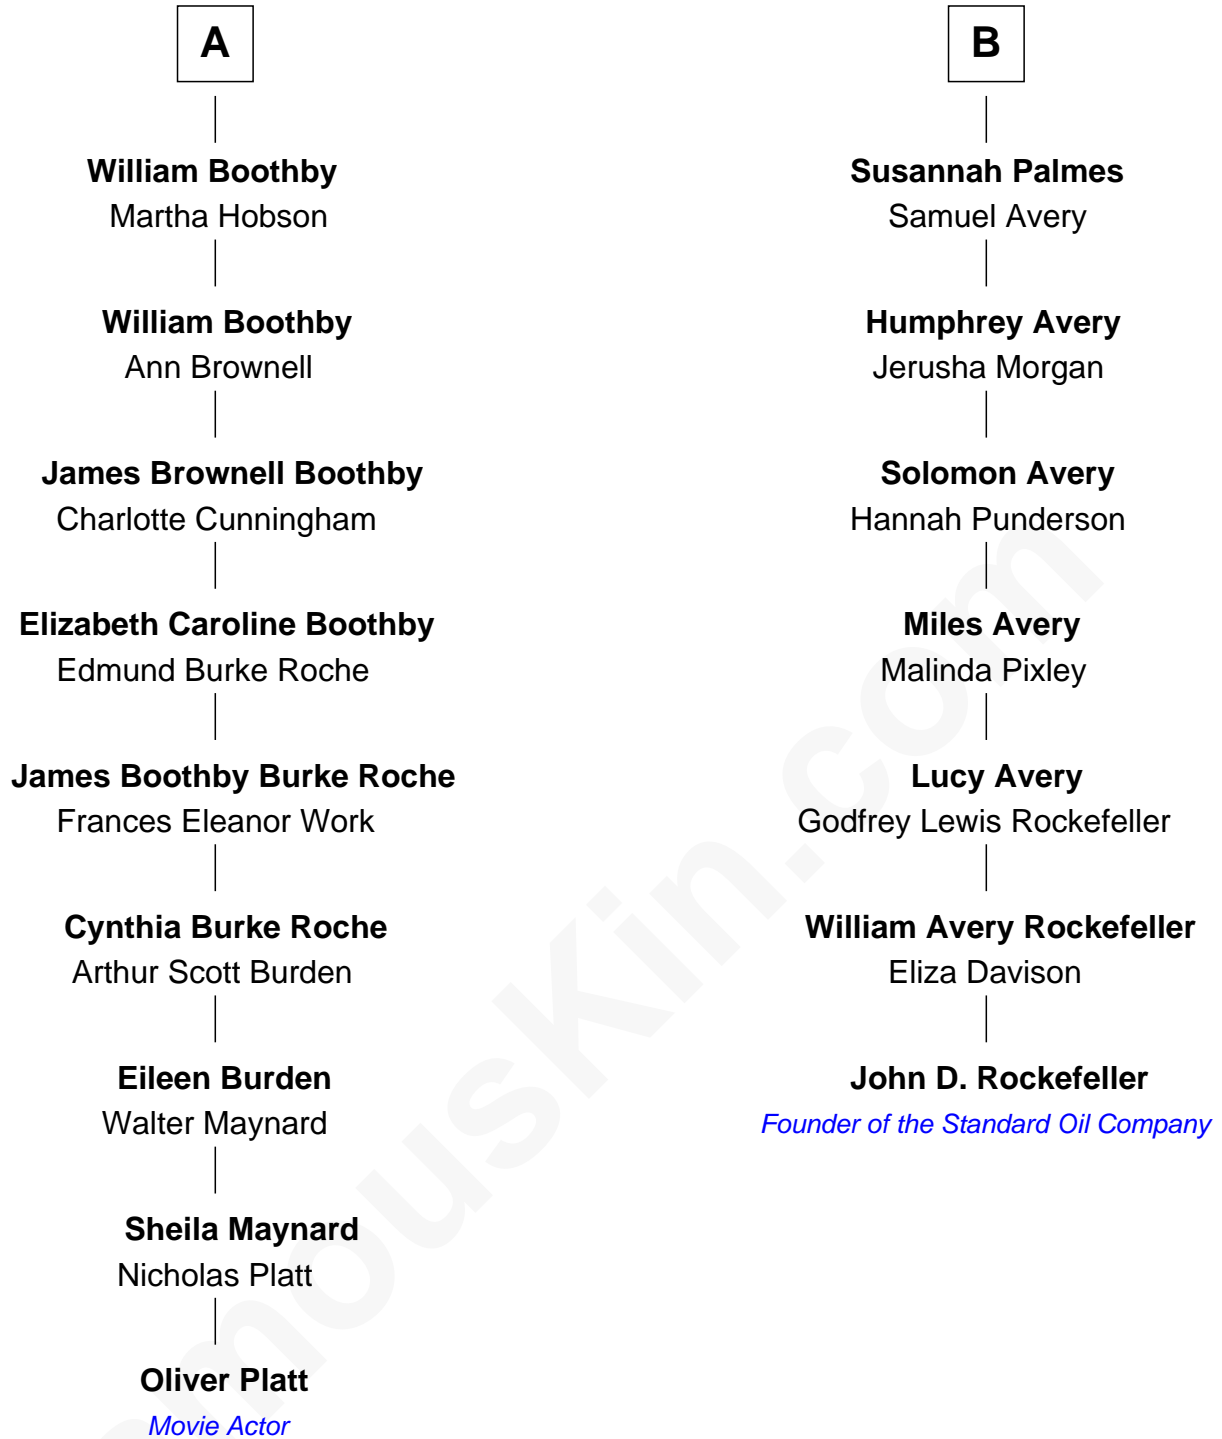 A
William Boothby
Martha Hobson
William Boothby
Ann Brownell
James Brownell Boothby
Charlotte Cunningham
Elizabeth Caroline Boothby
Edmund Burke Roche
James Boothby Burke Roche
Frances Eleanor Work
Cynthia Burke Roche
Arthur Scott Burden
Eileen Burden
Walter Maynard
Sheila Maynard
Nicholas Platt
Oliver Platt
Movie Actor
B
Susannah Palmes
Samuel Avery
Humphrey Avery
Jerusha Morgan
Solomon Avery
Hannah Punderson
Miles Avery
Malinda Pixley
Lucy Avery
Godfrey Lewis Rockefeller
William Avery Rockefeller
Eliza Davison
John D. Rockefeller
Founder of the Standard Oil Company